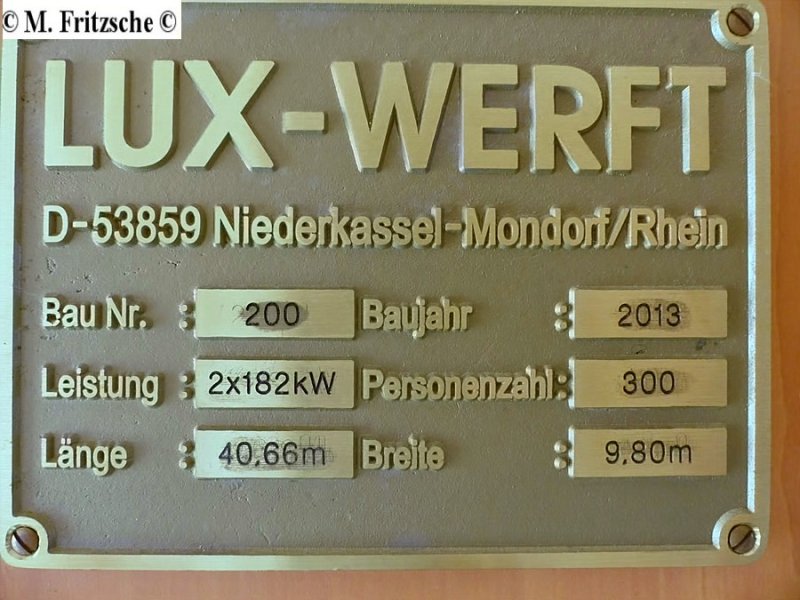 © M. Fritzsche ©
LUX-WERFT
D-53859 Niederkassel-Mondorf/Rhein
Bau Nr. : 200 Baujahr : 2013
Leistung : 2x182kW Personenzahl: 300
Länge : 40,66m Breite : 9,80m